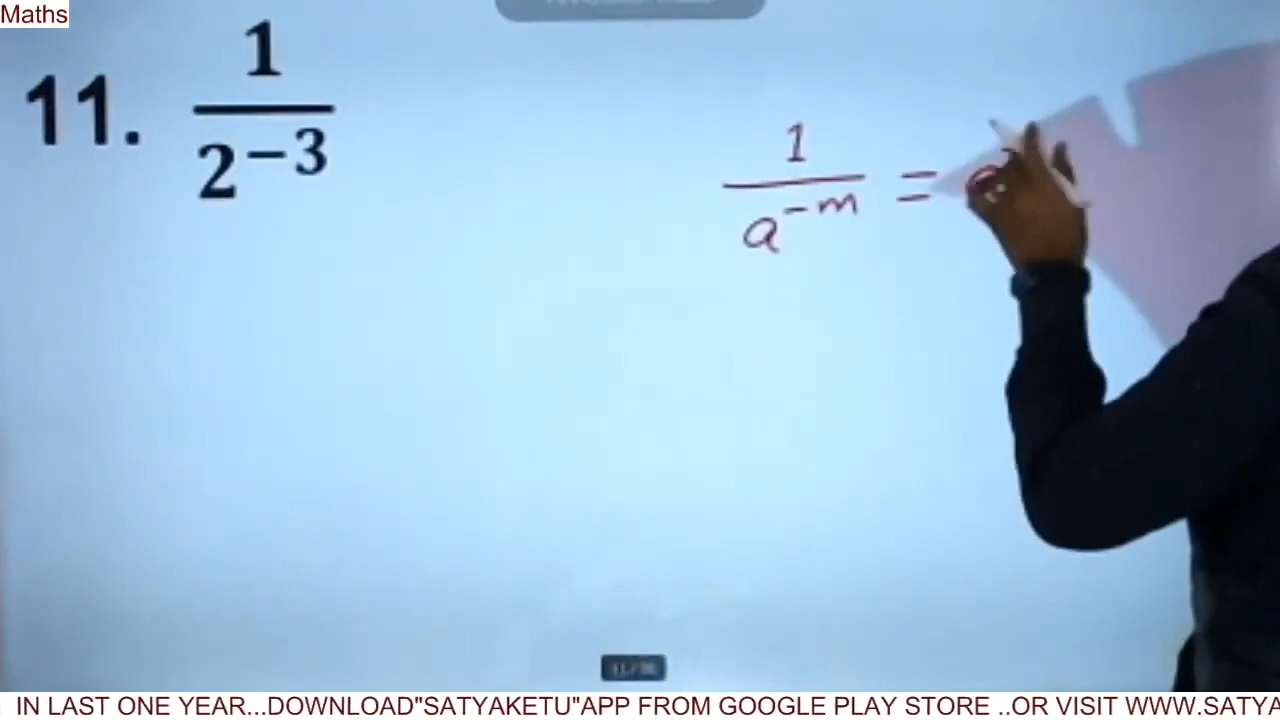 Maths
11. 1/2⁻³
1/a⁻ᵐ = a
IN LAST ONE YEAR...DOWNLOAD"SATYAKETU"APP FROM GOOGLE PLAY STORE ..OR VISIT WWW.SATYA